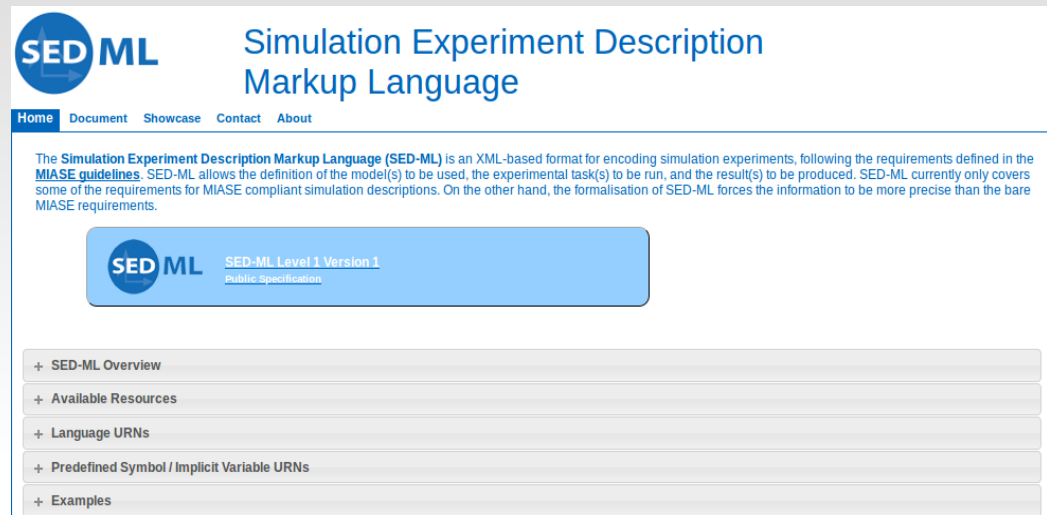 SED ML
Simulation Experiment Description
Markup Language
Home Document Showcase Contact About
The Simulation Experiment Description Markup Language (SED-ML) is an XML-based format for encoding simulation experiments, following the requirements defined in the
MIASE guidelines. SED-ML allows the definition of the model(s) to be used, the experimental task(s) to be run, and the result(s) to be produced. SED-ML currently only covers
some of the requirements for MIASE compliant simulation descriptions. On the other hand, the formalisation of SED-ML forces the information to be more precise than the bare
MIASE requirements.
SED ML
SED-ML Level 1 Version 1
Public Specification
+ SED-ML Overview
+ Available Resources
+ Language URNs
+ Predefined Symbol / Implicit Variable URNs
+ Examples